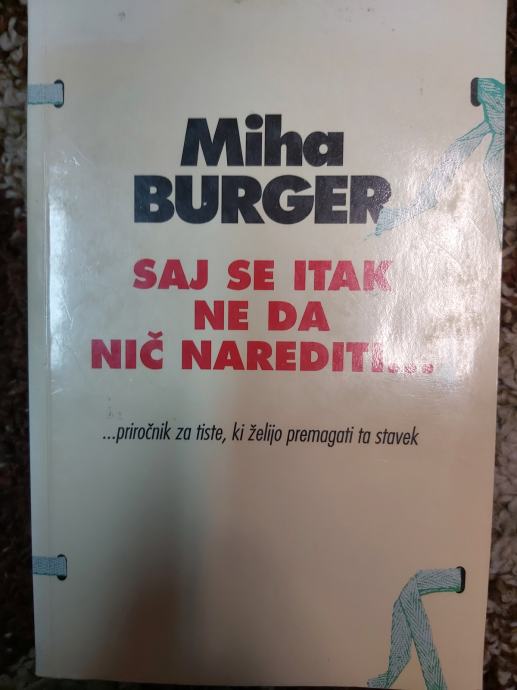 Miha
BURGER
SAJ SE ITAK
NE DA
NIČ NAREDITI...
...priročnik za tiste, ki želijo premagati ta stavek